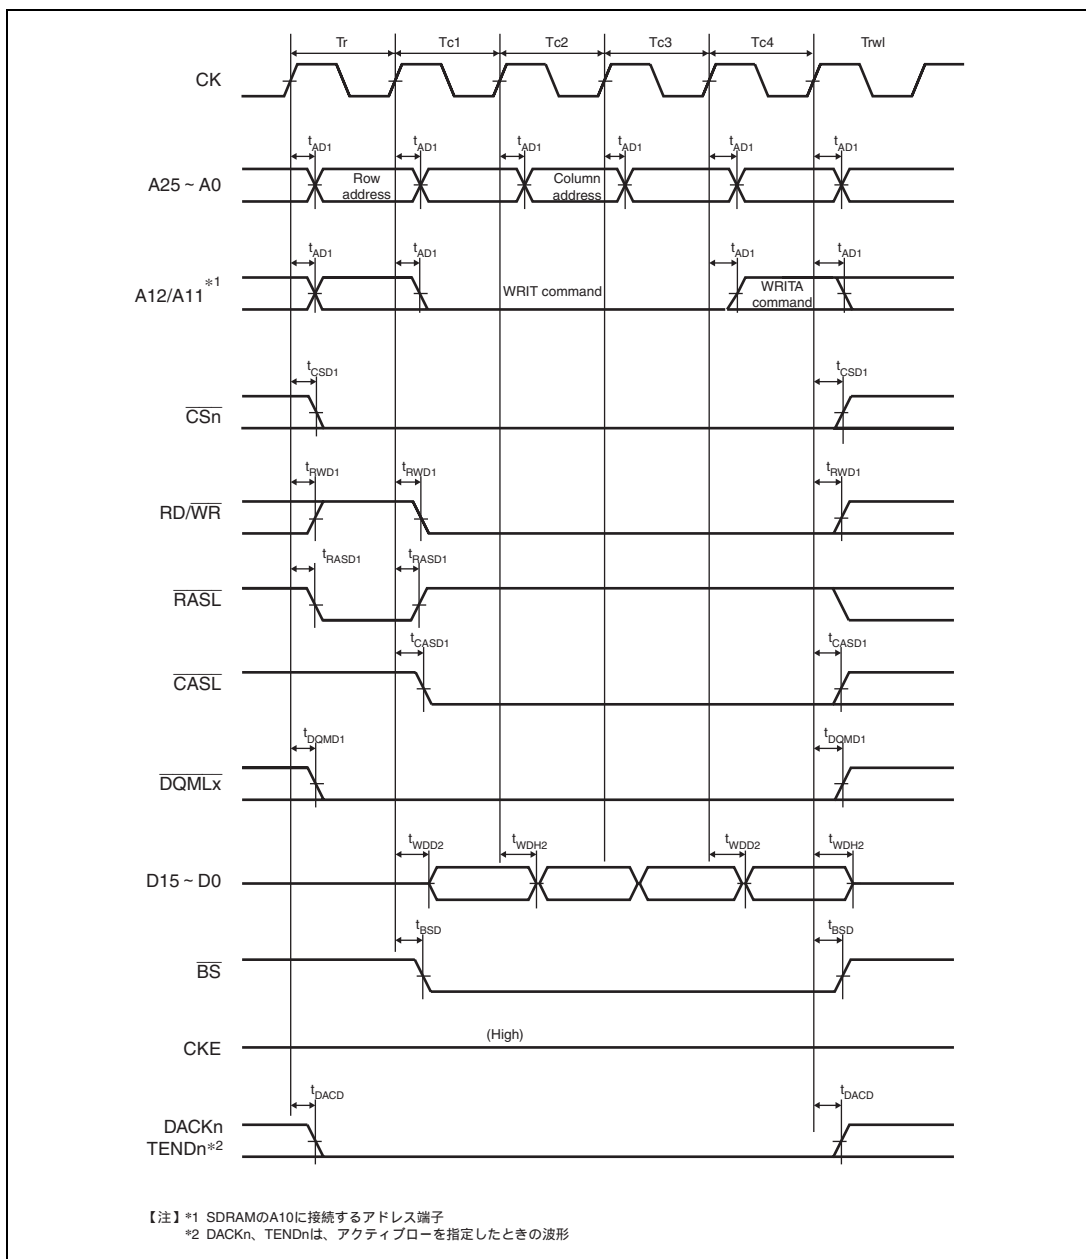 Tr Tc1 Tc2 Tc3 Tc4 Trwl
CK
tAD1 tAD1 tAD1 tAD1 tAD1 tAD1
A25 ~ A0
Row address
Column address
tAD1 tAD1 tAD1 tAD1
A12/A11*1
WRIT command
WRITA command
tCSD1 tCSD1
CSn
tRWD1 tRWD1 tRWD1
RD/WR
tRASD1 tRASD1
RASL
tCASD1 tCASD1
CASL
tDQMD1 tDQMD1
DQMLx
tWDD2 tWDH2 tWDD2 tWDH2
D15 ~ D0
tBSD tBSD
BS
(High)
CKE
tDACD tDACD
DACKn
TENDn*2
【注】*1 SDRAMのA10に接続するアドレス端子
*2 DACKn、TENDnは、アクティブローを指定したときの波形